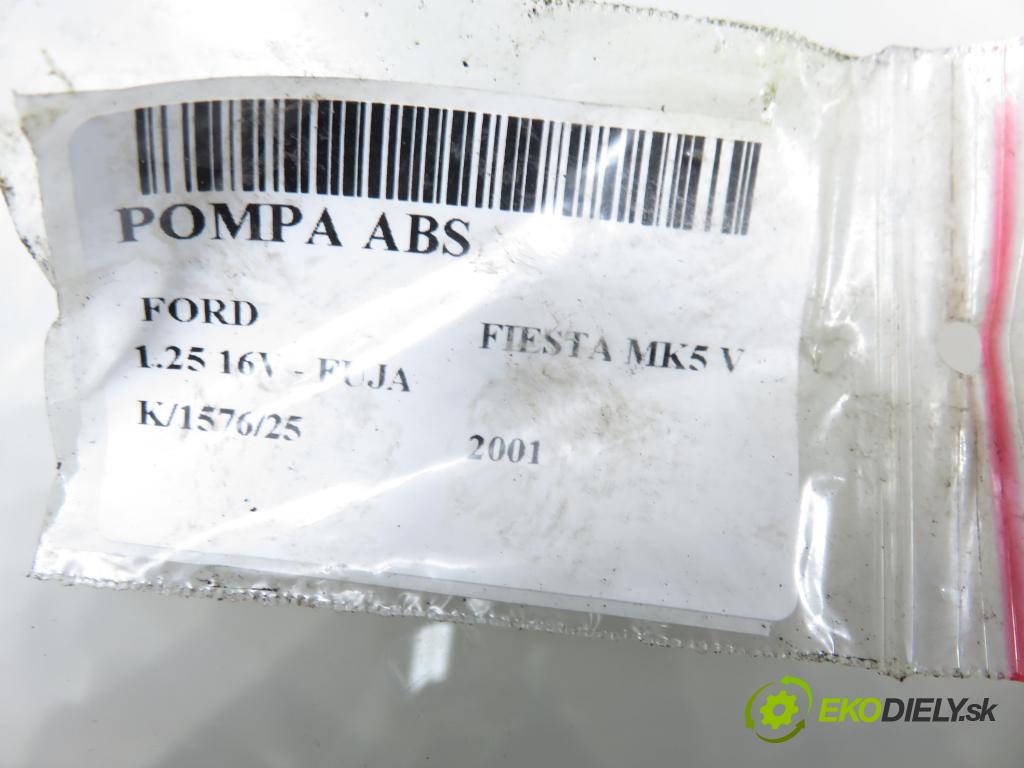 POMPA ABS
FORD FIESTA MK5 V
1.25 16V - FUJA
K/1576/25 2001
EKODIELY.sk